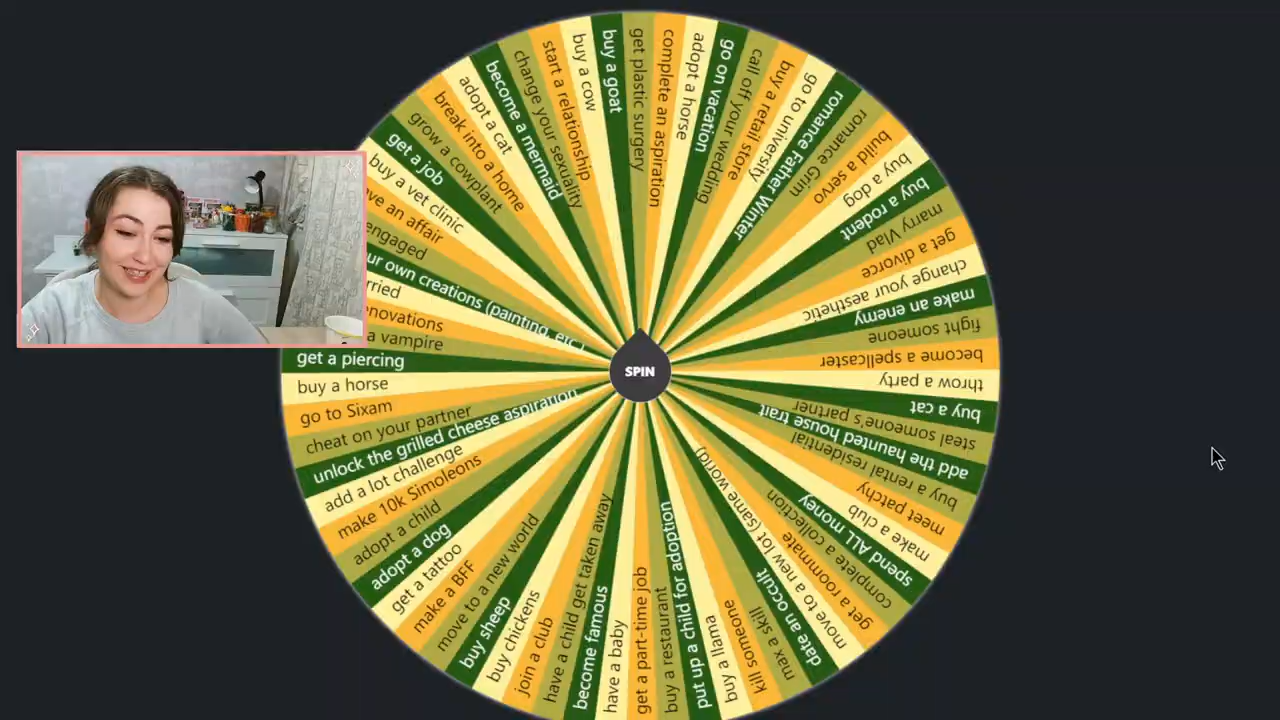 get plastic surgery
complete an aspiration
adopt a horse
go on vacation
call off your wedding
buy a retail store
go to university
romance Father Winter
romance Grim
build a servo
buy a dog
buy a rodent
marry Vlad
get a divorce
change your aesthetic
make an enemy
fight someone
become a spellcaster
throw a party
buy a cat
steal someone's partner
add the haunted house trait
buy a rental residential
meet patchy
make a club
spend ALL money
complete a collection
get a roommate
move to a new lot (same world)
date an occult
max a skill
kill someone
buy a llama
put up a child for adoption
buy a restaurant
get a part-time job
have a baby
become famous
have a child get taken away
join a club
buy chickens
buy sheep
move to a new world
make a BFF
get a tattoo
adopt a dog
adopt a child
make 10k Simoleons
add a lot challenge
unlock the grilled cheese aspiration
cheat on your partner
go to Sixam
buy a horse
get a piercing
a vampire
own creations (painting, etc.)
engaged
an affair
buy a vet clinic
get a job
grow a cowplant
break into a home
adopt a cat
become a mermaid
change your sexuality
start a relationship
buy a cow
buy a goat
SPIN